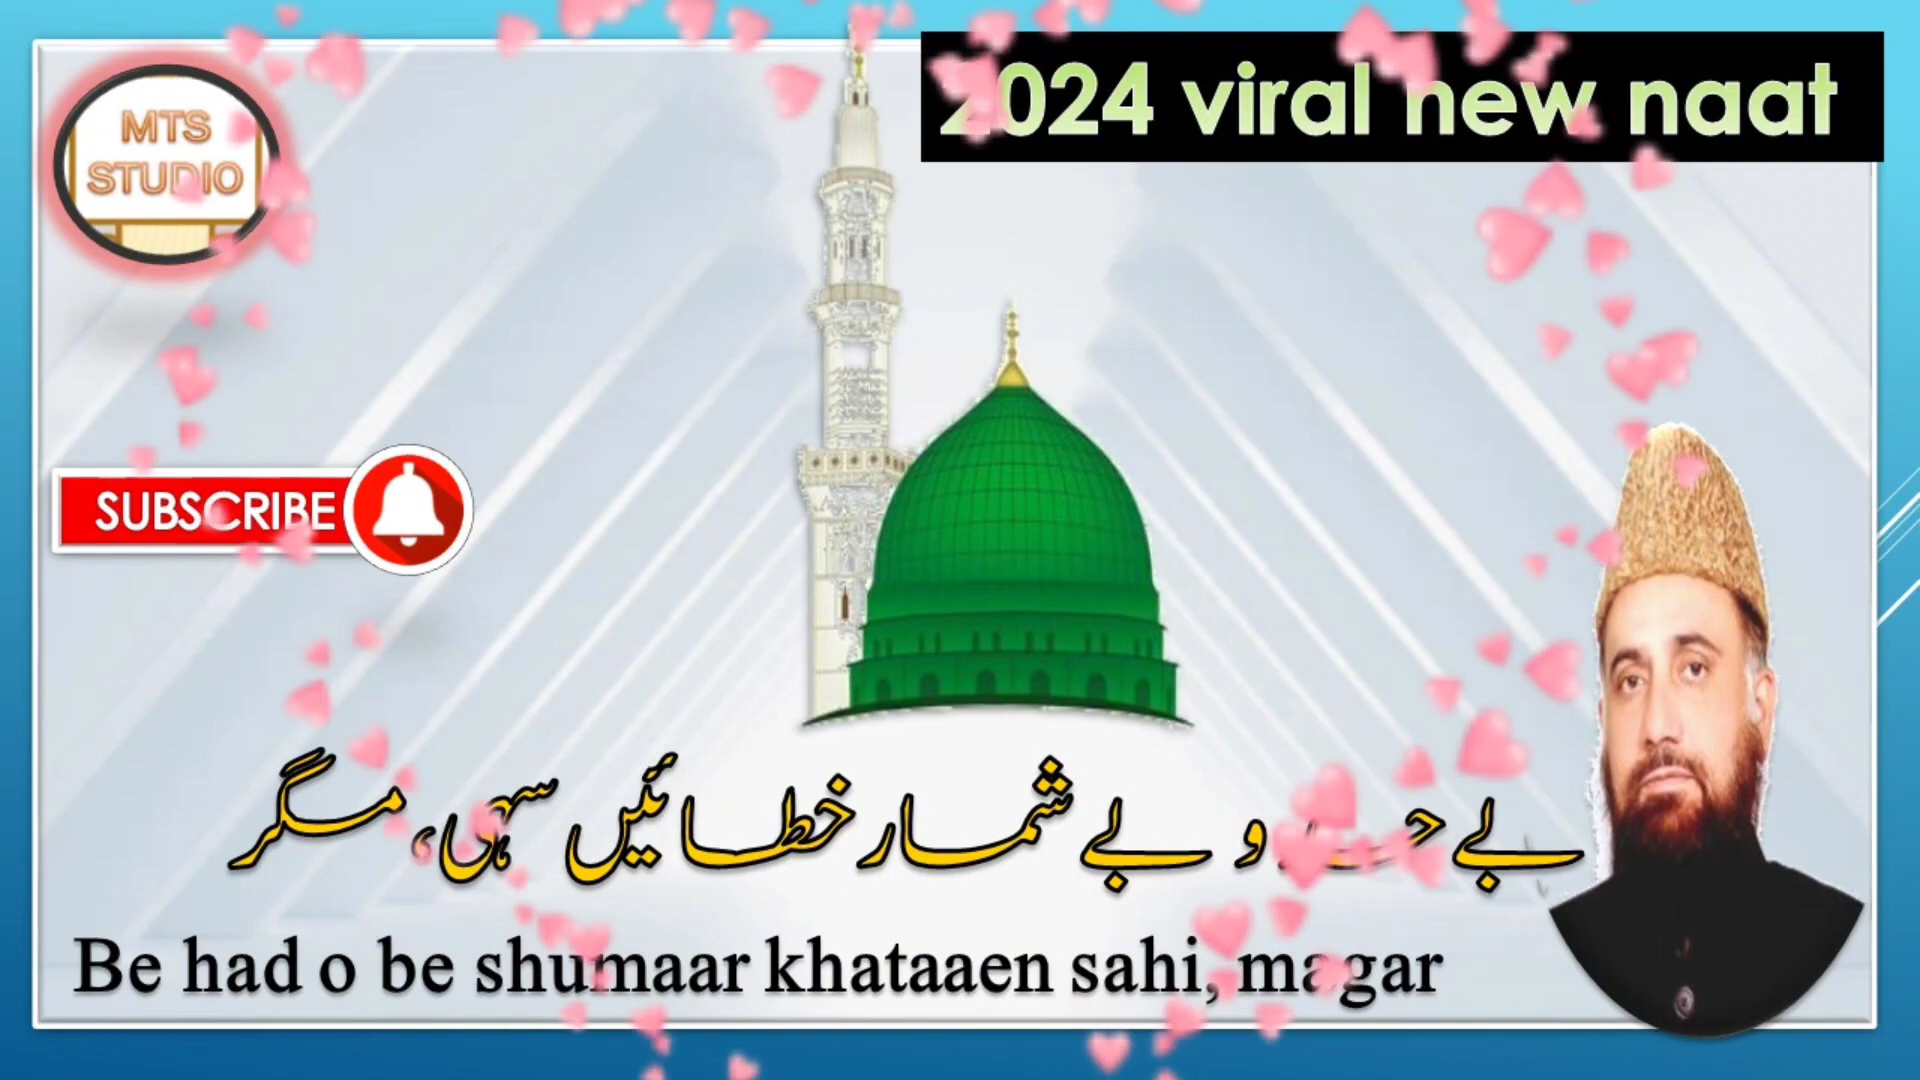 MTS
STUDIO
2024 viral new naat
SUBSCRIBE
بے حد و بے شمار خطائیں سہی، مگر
Be had o be shumaar khataaen sahi, magar